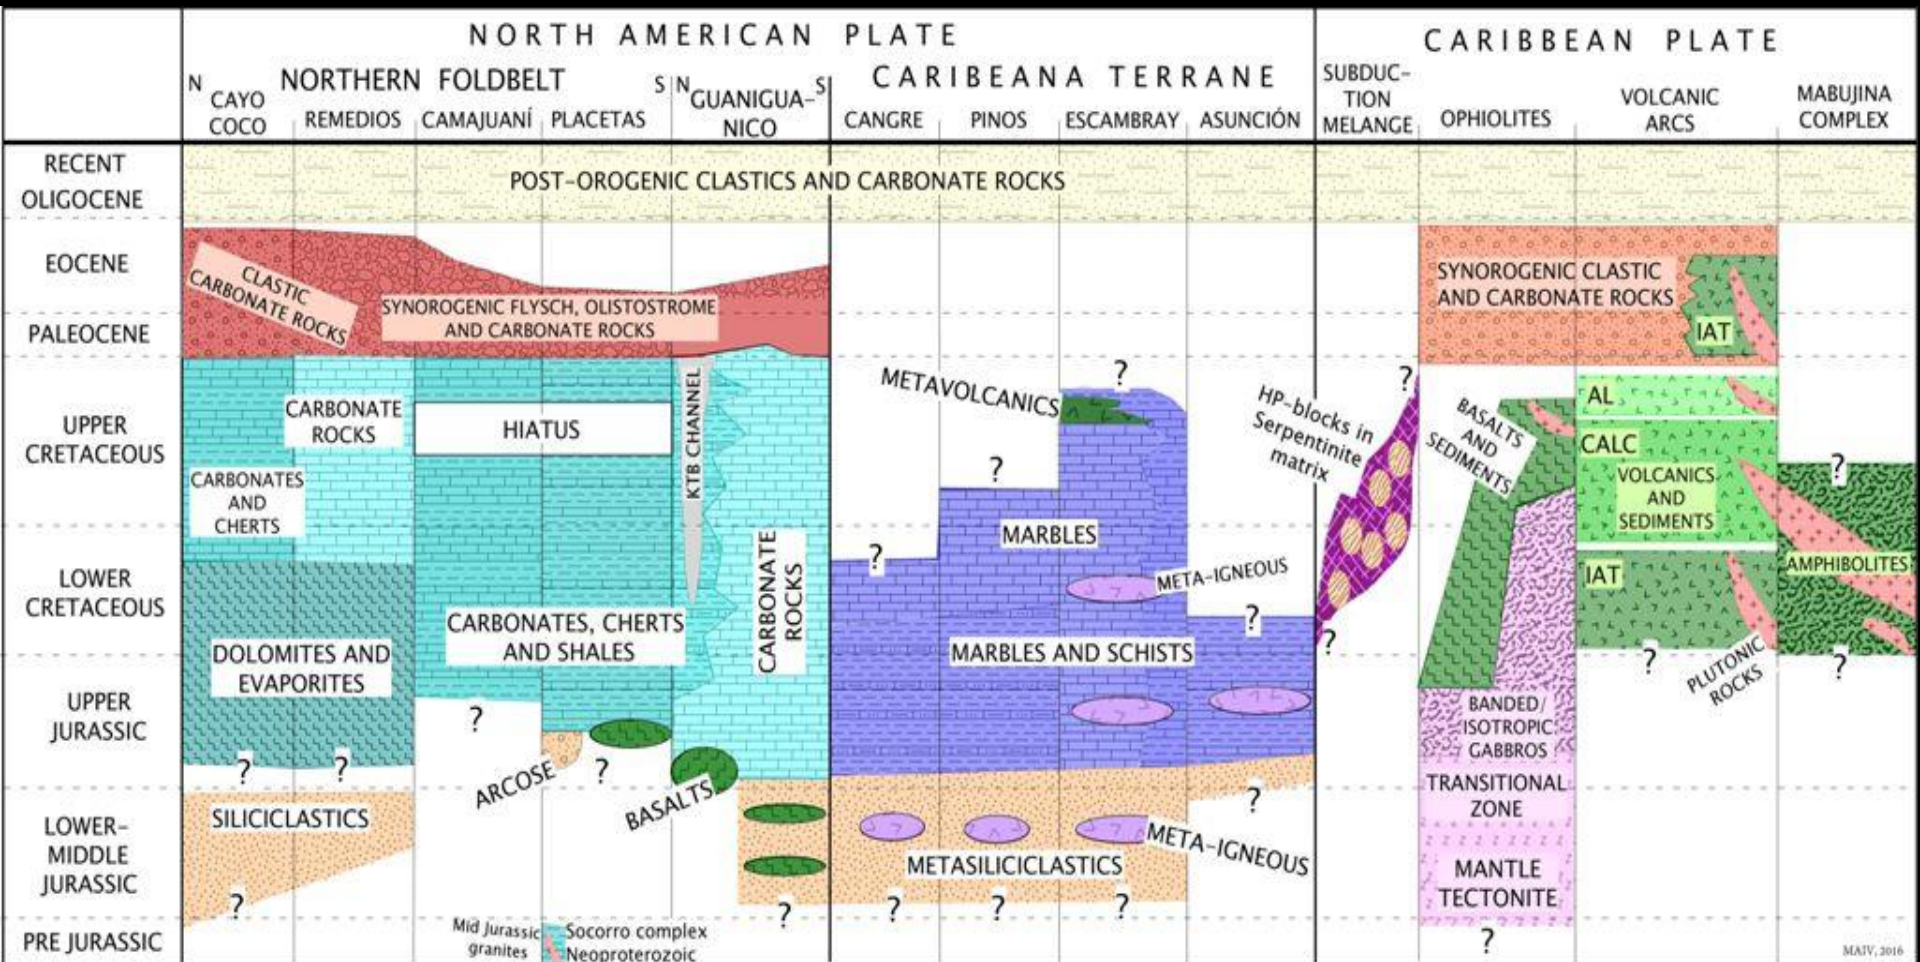 NORTH AMERICAN PLATE
CARIBBEAN PLATE
N
NORTHERN FOLDBELT
S
N
S
CARIBEANA TERRANE
CAYO
COCO
REMEDIOS
CAMAJUANÍ
PLACETAS
GUANIGUA-
NICO
CANGRE
PINOS
ESCAMBRAY
ASUNCIÓN
SUBDUC-
TION
MELANGE
OPHIOLITES
VOLCANIC
ARCS
MABUJINA
COMPLEX
RECENT
OLIGOCENE
POST-OROGENIC CLASTICS AND CARBONATE ROCKS
EOCENE
CLASTIC
CARBONATE ROCKS
SYNOROGENIC FLYSCH, OLISTOSTROME
AND CARBONATE ROCKS
SYNOROGENIC CLASTIC
AND CARBONATE ROCKS
IAT
PALEOCENE
UPPER
CRETACEOUS
CARBONATE
ROCKS
HIATUS
KTB CHANNEL
CARBONATES
AND
CHERTS
METAVOLCANICS
?
?
HP-blocks in
Serpentinite
matrix
?
BASALTS
AND
SEDIMENTS
AL
CALC
VOLCANICS
AND
SEDIMENTS
?
LOWER
CRETACEOUS
DOLOMITES AND
EVAPORITES
CARBONATES, CHERTS
AND SHALES
CARBONATE
ROCKS
?
MARBLES
META-IGNEOUS
?
MARBLES AND SCHISTS
?
IAT
?
PLUTONIC
ROCKS
AMPHIBOLITES
?
UPPER
JURASSIC
?
?
?
ARCOSE
?
BASALTS
BANDED/
ISOTROPIC
GABBROS
TRANSITIONAL
ZONE
LOWER-
MIDDLE
JURASSIC
SILICICLASTICS
?
?
META-IGNEOUS
METASILICICLASTICS
?
?
?
?
MANTLE
TECTONITE
?
PRE JURASSIC
Mid Jurassic
granites
Socorro complex
Neoproterozoic
MAIV, 2016